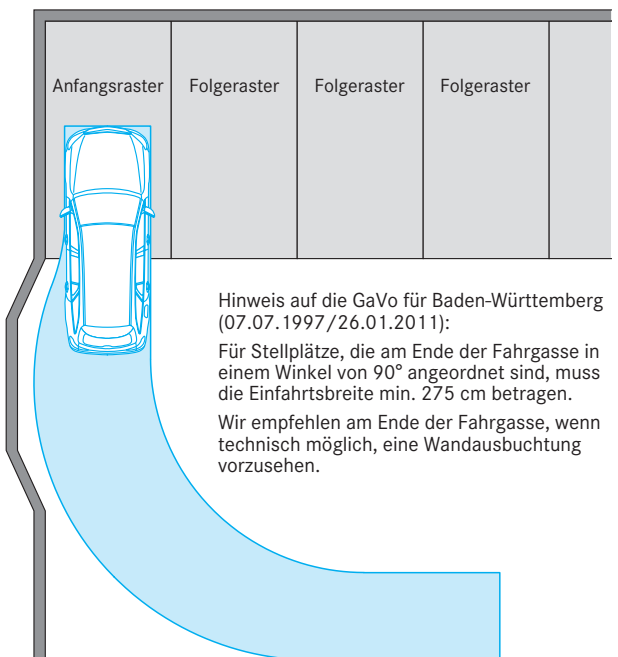 Anfangsraster Folgeraster Folgeraster Folgeraster
Hinweis auf die GaVo für Baden-Württemberg
(07.07.1997/26.01.2011):
Für Stellplätze, die am Ende der Fahrgasse in
einem Winkel von 90° angeordnet sind, muss
die Einfahrtsbreite min. 275 cm betragen.
Wir empfehlen am Ende der Fahrgasse, wenn
technisch möglich, eine Wandausbuchtung
vorzusehen.